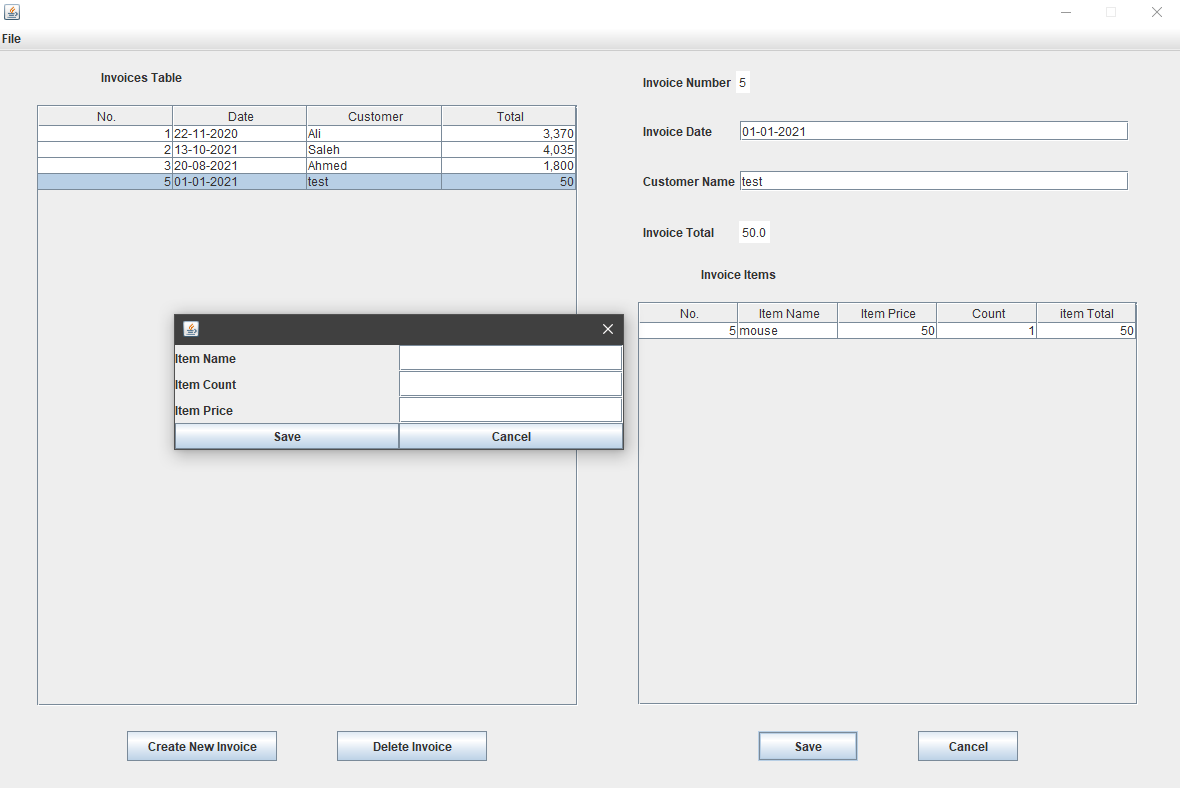 File
Invoices Table
No. Date Customer Total
1 22-11-2020 Ali 3,370
2 13-10-2021 Saleh 4,035
3 20-08-2021 Ahmed 1,800
5 01-01-2021 test 50
Invoice Number 5
Invoice Date 01-01-2021
Customer Name test
Invoice Total 50.0
Invoice Items
No. Item Name Item Price Count item Total
5 mouse 50 1 50
Item Name
Item Count
Item Price
Save Cancel
Create New Invoice Delete Invoice
Save Cancel